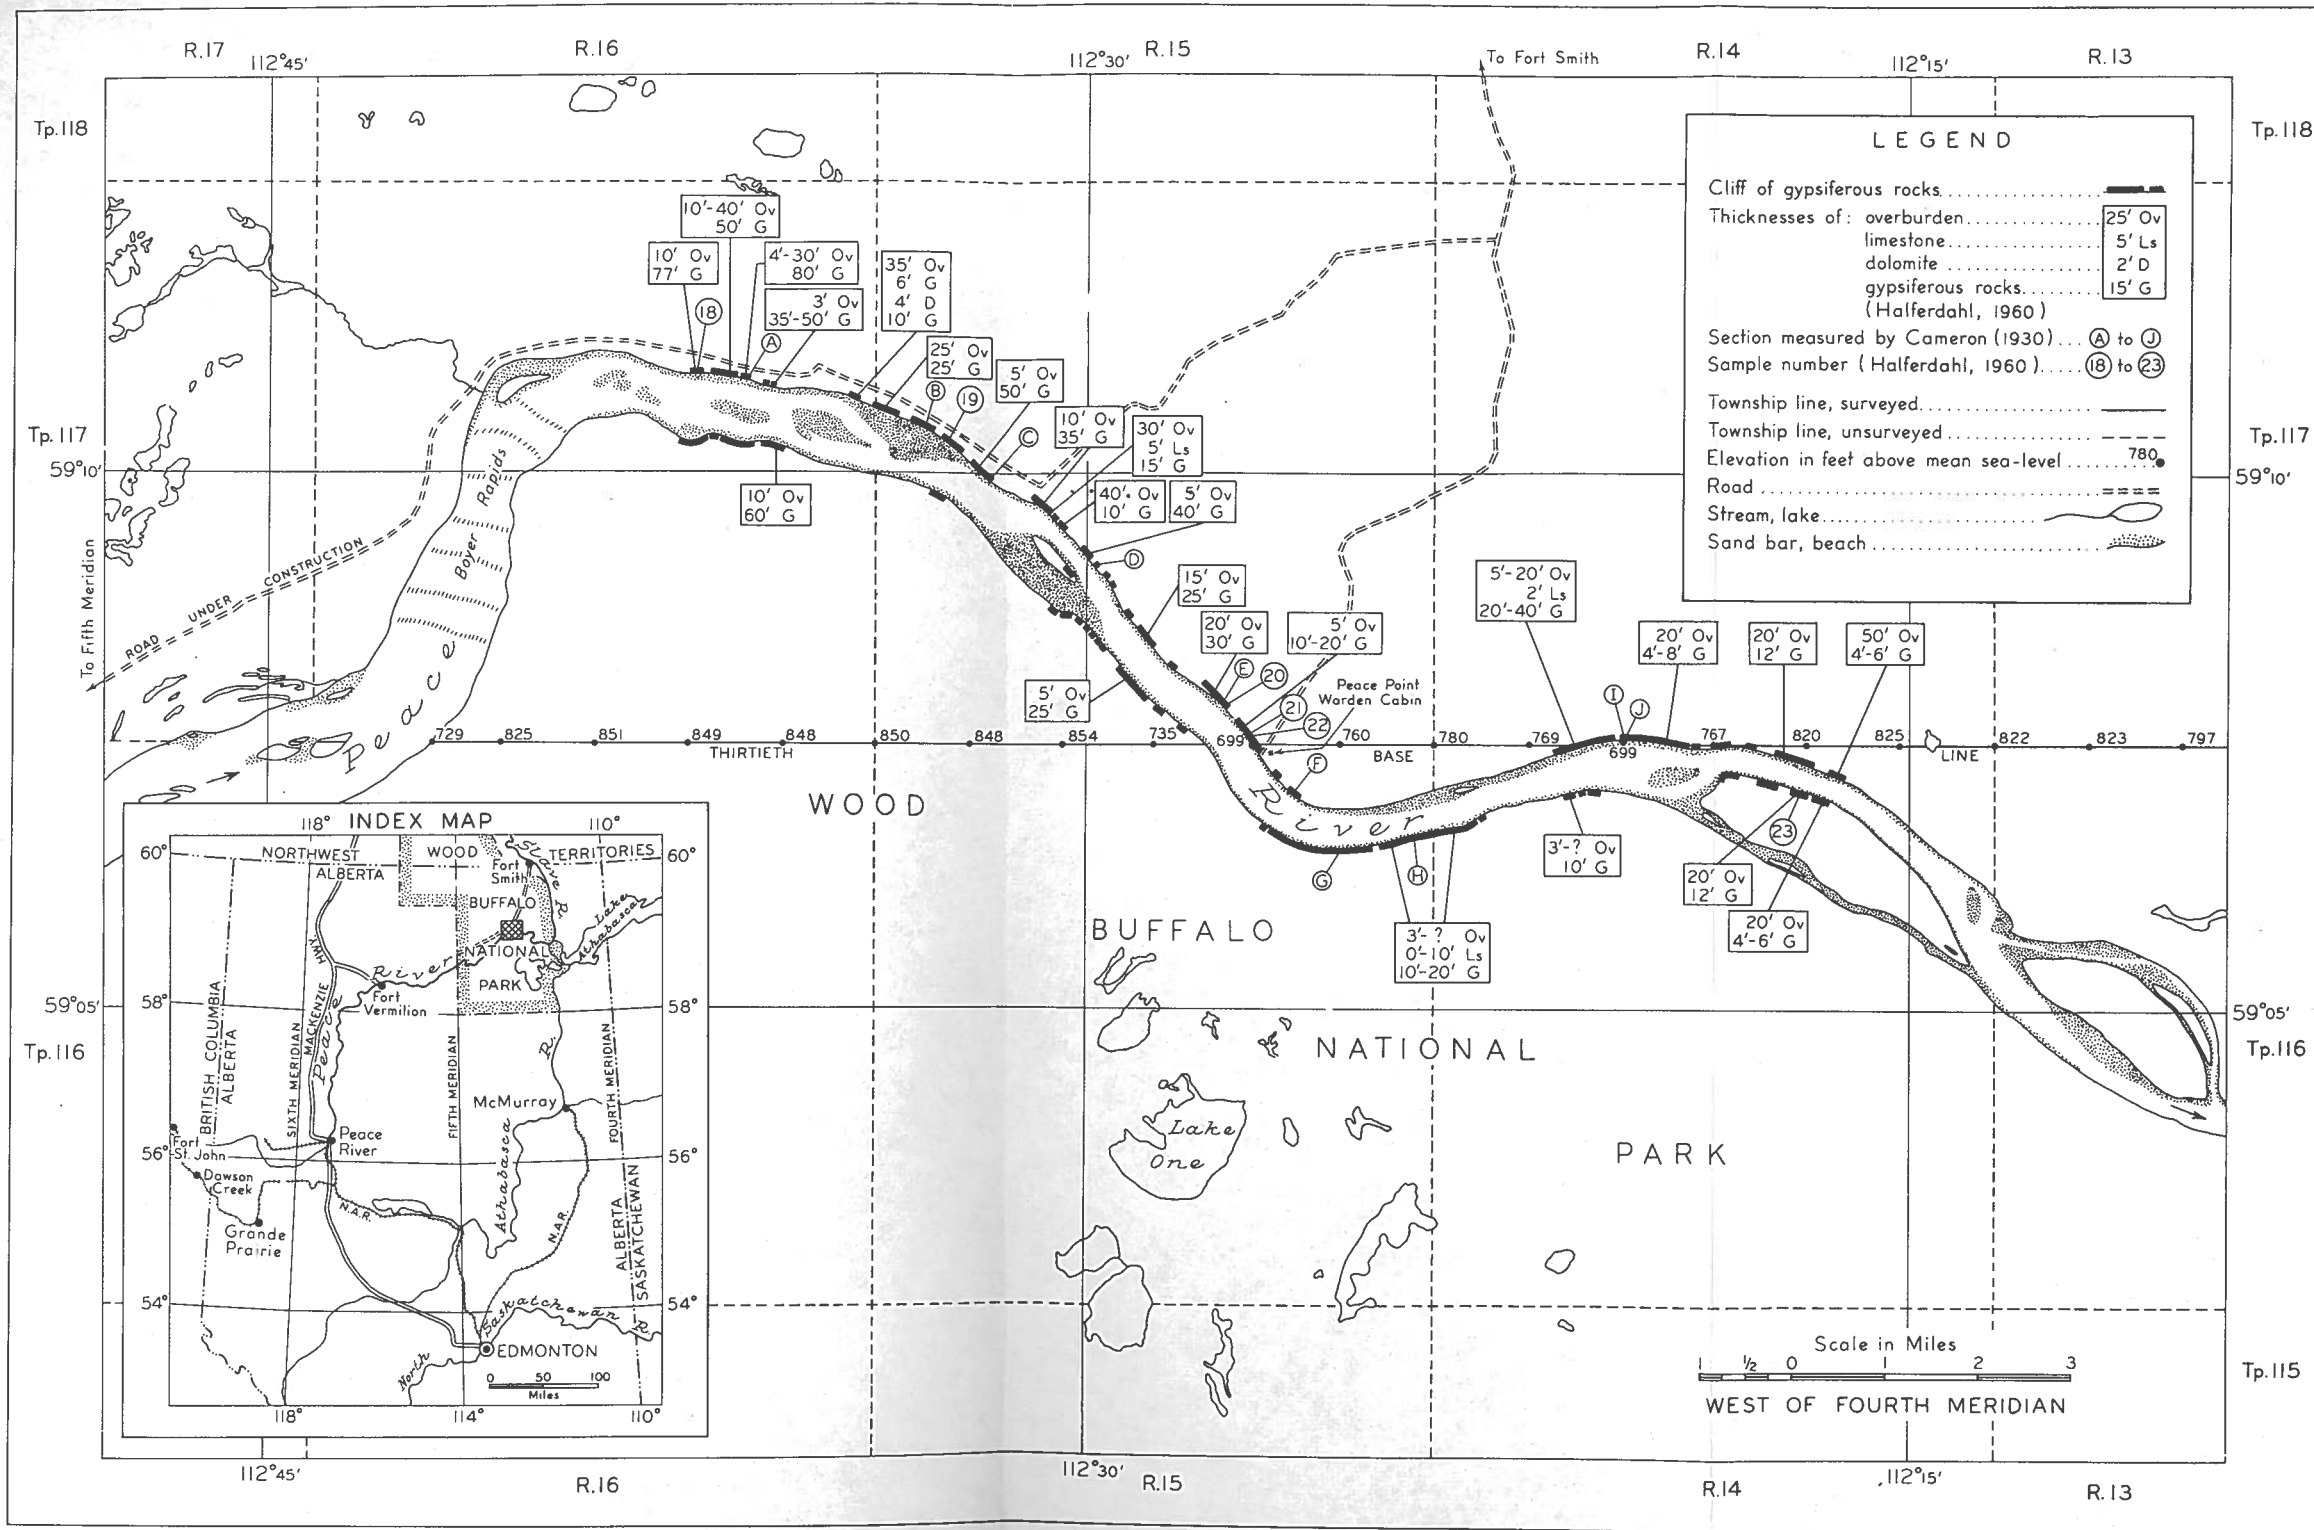 R.17
112°45'
R.16
112°30'
R.15
To Fort Smith
R.14
112°15'
R.13
Tp.118
Tp.118
LEGEND
Cliff of gypsiferous rocks
Thicknesses of: overburden 25' Ov
limestone 5' Ls
dolomite 2' D
gypsiferous rocks 15' G
(Halferdahl, 1960)
Section measured by Cameron (1930)... A to J
Sample number (Halferdahl, 1960)..... 18 to 23
Township line, surveyed
Township line, unsurveyed
Elevation in feet above mean sea-level 780
Road
Stream, lake
Sand bar, beach
10'-40' Ov
50' G
10' Ov
77' G
4'-30' Ov
80' G
3' Ov
35'-50' G
35' Ov
6' G
4' D
10' G
18
A
25' Ov
25' G
B
19
5' Ov
50' G
C
10' Ov
35' G
30' Ov
5' Ls
15' G
Tp.117
Tp.117
59°10'
59°10'
10' Ov
60' G
40' Ov
10' G
5' Ov
40' G
D
Boyer Rapids
ROAD UNDER CONSTRUCTION
To Fifth Meridian
15' Ov
25' G
20' Ov
30' G
5' Ov
10'-20' G
E
20
21
22
Peace Point
Warden Cabin
5' Ov
25' G
5'-20' Ov
2' Ls
20'-40' G
20' Ov
4'-8' G
20' Ov
12' G
50' Ov
4'-6' G
I
J
Peace
729
825
851
849
848
850
848
854
735
699
760
780
769
699
767
820
825
822
823
797
THIRTIETH
BASE
LINE
F
River
WOOD
G
H
23
3'-? Ov
10' G
20' Ov
12' G
20' Ov
4'-6' G
3'-? Ov
0'-10' Ls
10'-20' G
BUFFALO
59°05'
59°05'
Tp.116
Tp.116
NATIONAL
Lake
One
PARK
INDEX MAP
118°
110°
60°
60°
NORTHWEST
TERRITORIES
ALBERTA
WOOD
BUFFALO
NATIONAL
PARK
Fort
Smith
Slave R.
Lake
Athabasca
River
Fort
Vermilion
58°
58°
BRITISH COLUMBIA
ALBERTA
SIXTH MERIDIAN
MACKENZIE
HWY
Peace
FIFTH MERIDIAN
FOURTH MERIDIAN
R.
McMurray
Athabasca
Peace
River
Fort
St. John
56°
56°
Dawson
Creek
Grande
Prairie
N.A.R.
N.A.R.
ALBERTA
SASKATCHEWAN
54°
54°
North
Saskatchewan
R.
EDMONTON
0 50 100
Miles
118°
114°
110°
Scale in Miles
1 ½ 0 1 2 3
WEST OF FOURTH MERIDIAN
Tp.115
112°45'
R.16
112°30'
R.15
R.14
112°15'
R.13